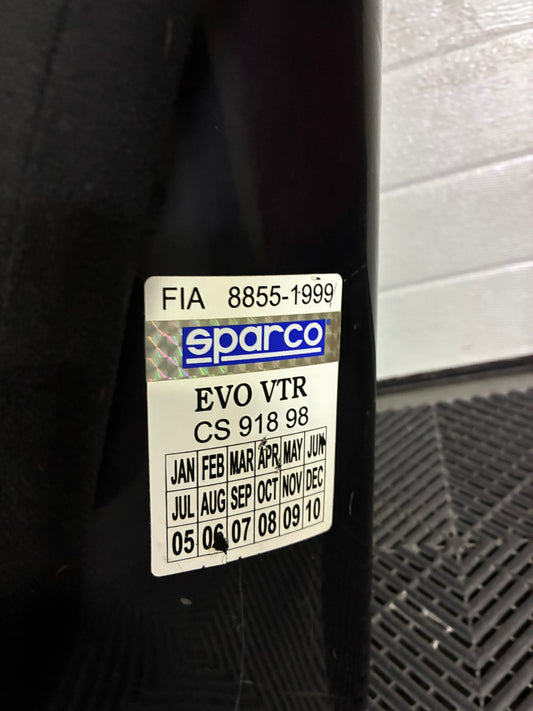 FIA 8855-1999
sparco
EVO VTR
CS 918 98
JAN FEB MAR APR MAY JUN
JUL AUG SEP OCT NOV DEC
05 06 07 08 09 10